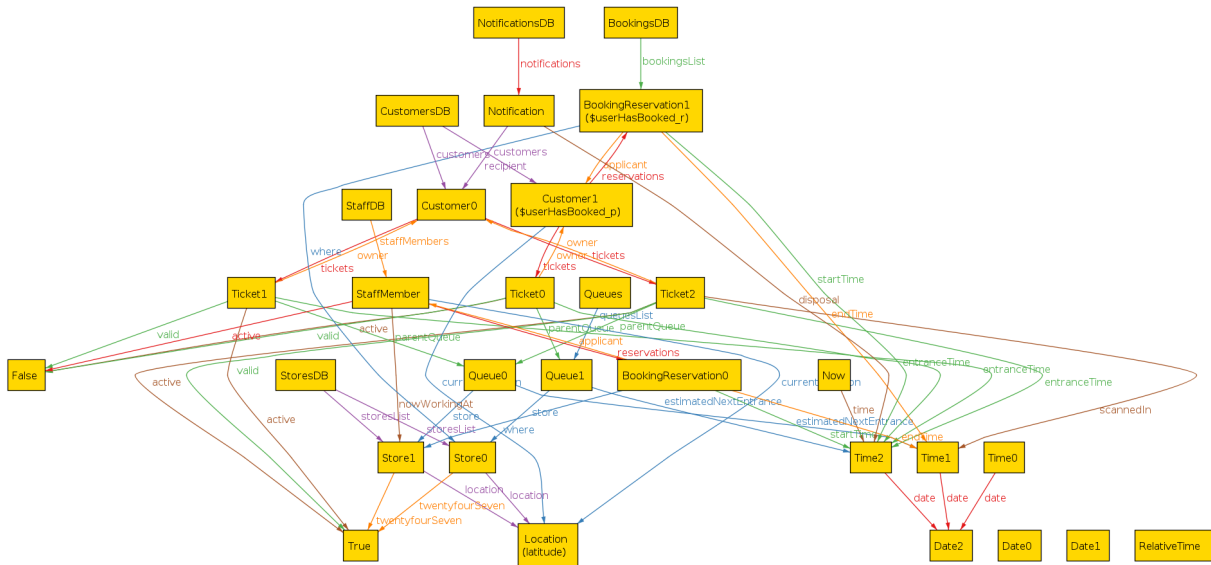 NotificationsDB
BookingsDB
notifications
bookingsList
CustomersDB
Notification
BookingReservation1
($userHasBooked_r)
customers
customers
recipient
applicant
reservations
StaffDB
Customer0
Customer1
($userHasBooked_p)
where
staffMembers
owner
owner
owner
tickets
tickets
tickets
startTime
Ticket1
StaffMember
Ticket0
Queues
Ticket2
disposal
endTime
valid
active
valid
active
parentQueue
queuesList
parentQueue
parentQueue
applicant
reservations
entranceTime
entranceTime
entranceTime
False
active
valid
StoresDB
Queue0
Queue1
BookingReservation0
Now
nowWorkingAt
store
store
estimatedNextEntrance
estimatedNextEntrance
time
scannedIn
active
storesList
storesList
where
startTime
endTime
Store1
Store0
Time2
Time1
Time0
location
location
date
date
date
twentyfourSeven
twentyfourSeven
True
Location
(latitude)
Date2
Date0
Date1
RelativeTime